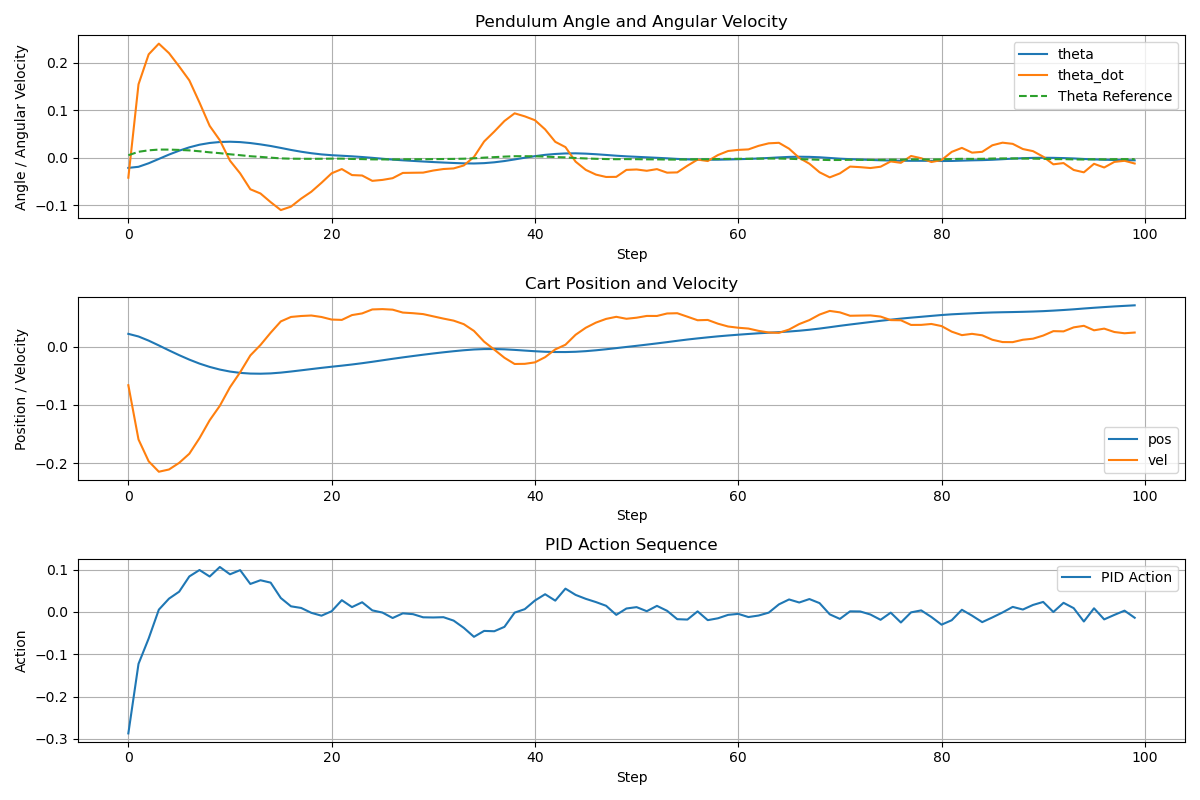 Pendulum Angle and Angular Velocity
Angle / Angular Velocity
0.2
0.1
0.0
−0.1
theta
theta_dot
Theta Reference
0 20 40 60 80 100
Step
Cart Position and Velocity
Position / Velocity
0.0
−0.1
−0.2
pos
vel
0 20 40 60 80 100
Step
PID Action Sequence
Action
0.1
0.0
−0.1
−0.2
−0.3
PID Action
0 20 40 60 80 100
Step